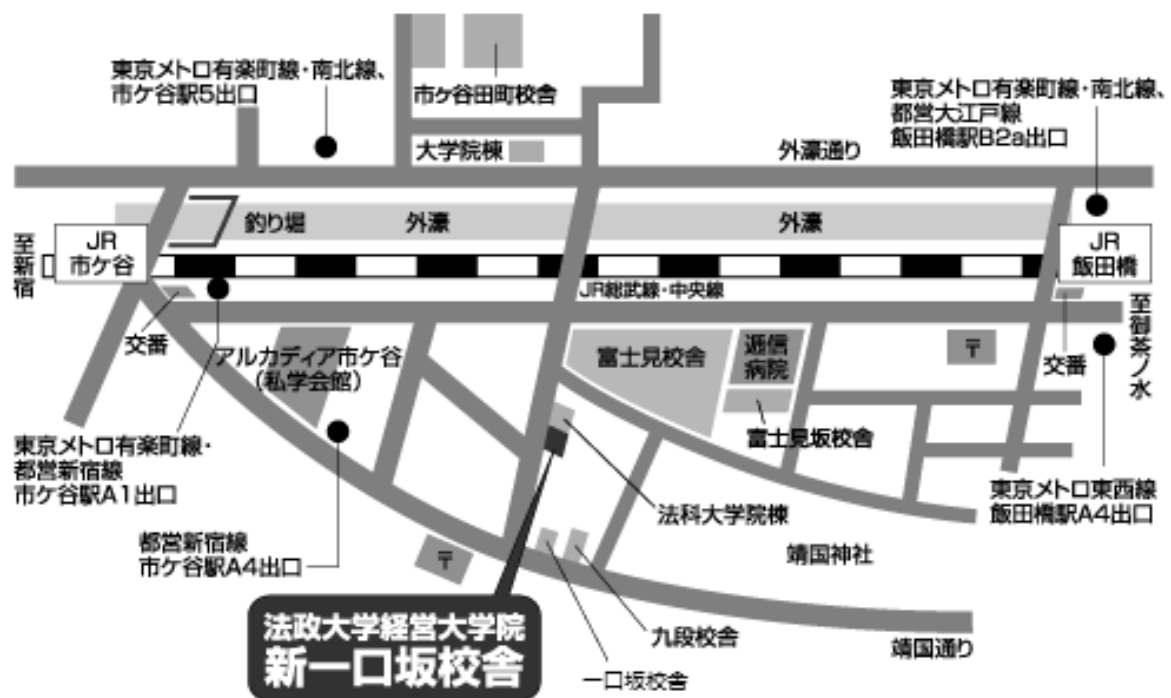 東京メトロ有楽町線・南北線、
市ケ谷駅5出口
市ケ谷田町校舎
東京メトロ有楽町線・南北線、
都営大江戸線
飯田橋駅B2a出口
大学院棟
外濠通り
釣り堀
外濠
外濠
至新宿
JR
市ケ谷
JR
飯田橋
JR総武線・中央線
至御茶ノ水
交番
アルカディア市ケ谷
(私学会館)
富士見校舎
逓信
病院
〒
交番
富士見坂校舎
東京メトロ有楽町線・
都営新宿線
市ケ谷駅A1出口
法科大学院棟
東京メトロ東西線
飯田橋駅A4出口
都営新宿線
市ケ谷駅A4出口
〒
靖国神社
法政大学経営大学院
新一口坂校舎
九段校舎
一口坂校舎
靖国通り